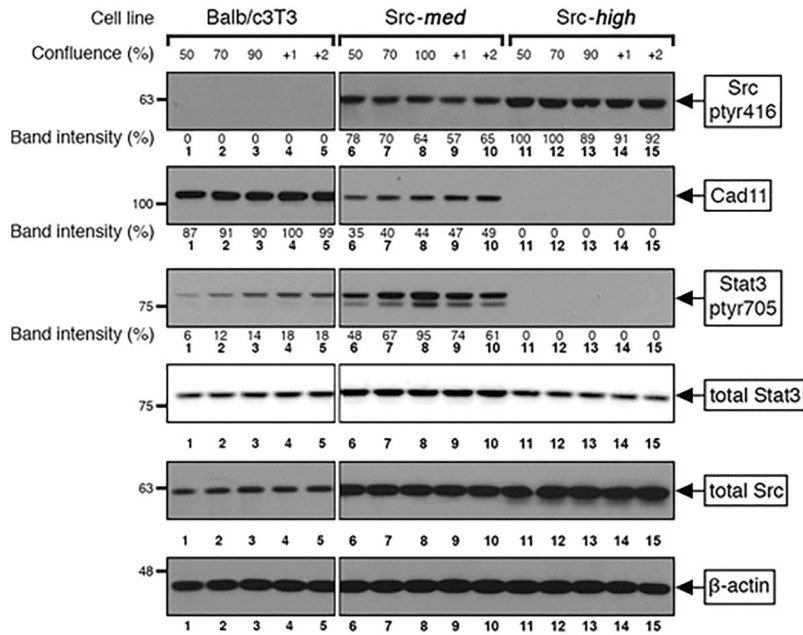 Cell line Balb/c3T3 Src-med Src-high
Confluence (%) 50 70 90 +1 +2 50 70 100 +1 +2 50 70 90 +1 +2
63 Src
ptyr416
Band intensity (%) 0 0 0 0 0 78 70 64 57 65 100 100 89 91 92
1 2 3 4 5 6 7 8 9 10 11 12 13 14 15
100 Cad11
Band intensity (%) 87 91 90 100 99 35 40 44 47 49 0 0 0 0 0
1 2 3 4 5 6 7 8 9 10 11 12 13 14 15
75 Stat3
ptyr705
Band intensity (%) 6 12 14 18 18 48 67 95 74 61 0 0 0 0 0
1 2 3 4 5 6 7 8 9 10 11 12 13 14 15
75 total Stat3
1 2 3 4 5 6 7 8 9 10 11 12 13 14 15
63 total Src
1 2 3 4 5 6 7 8 9 10 11 12 13 14 15
48 β-actin
1 2 3 4 5 6 7 8 9 10 11 12 13 14 15